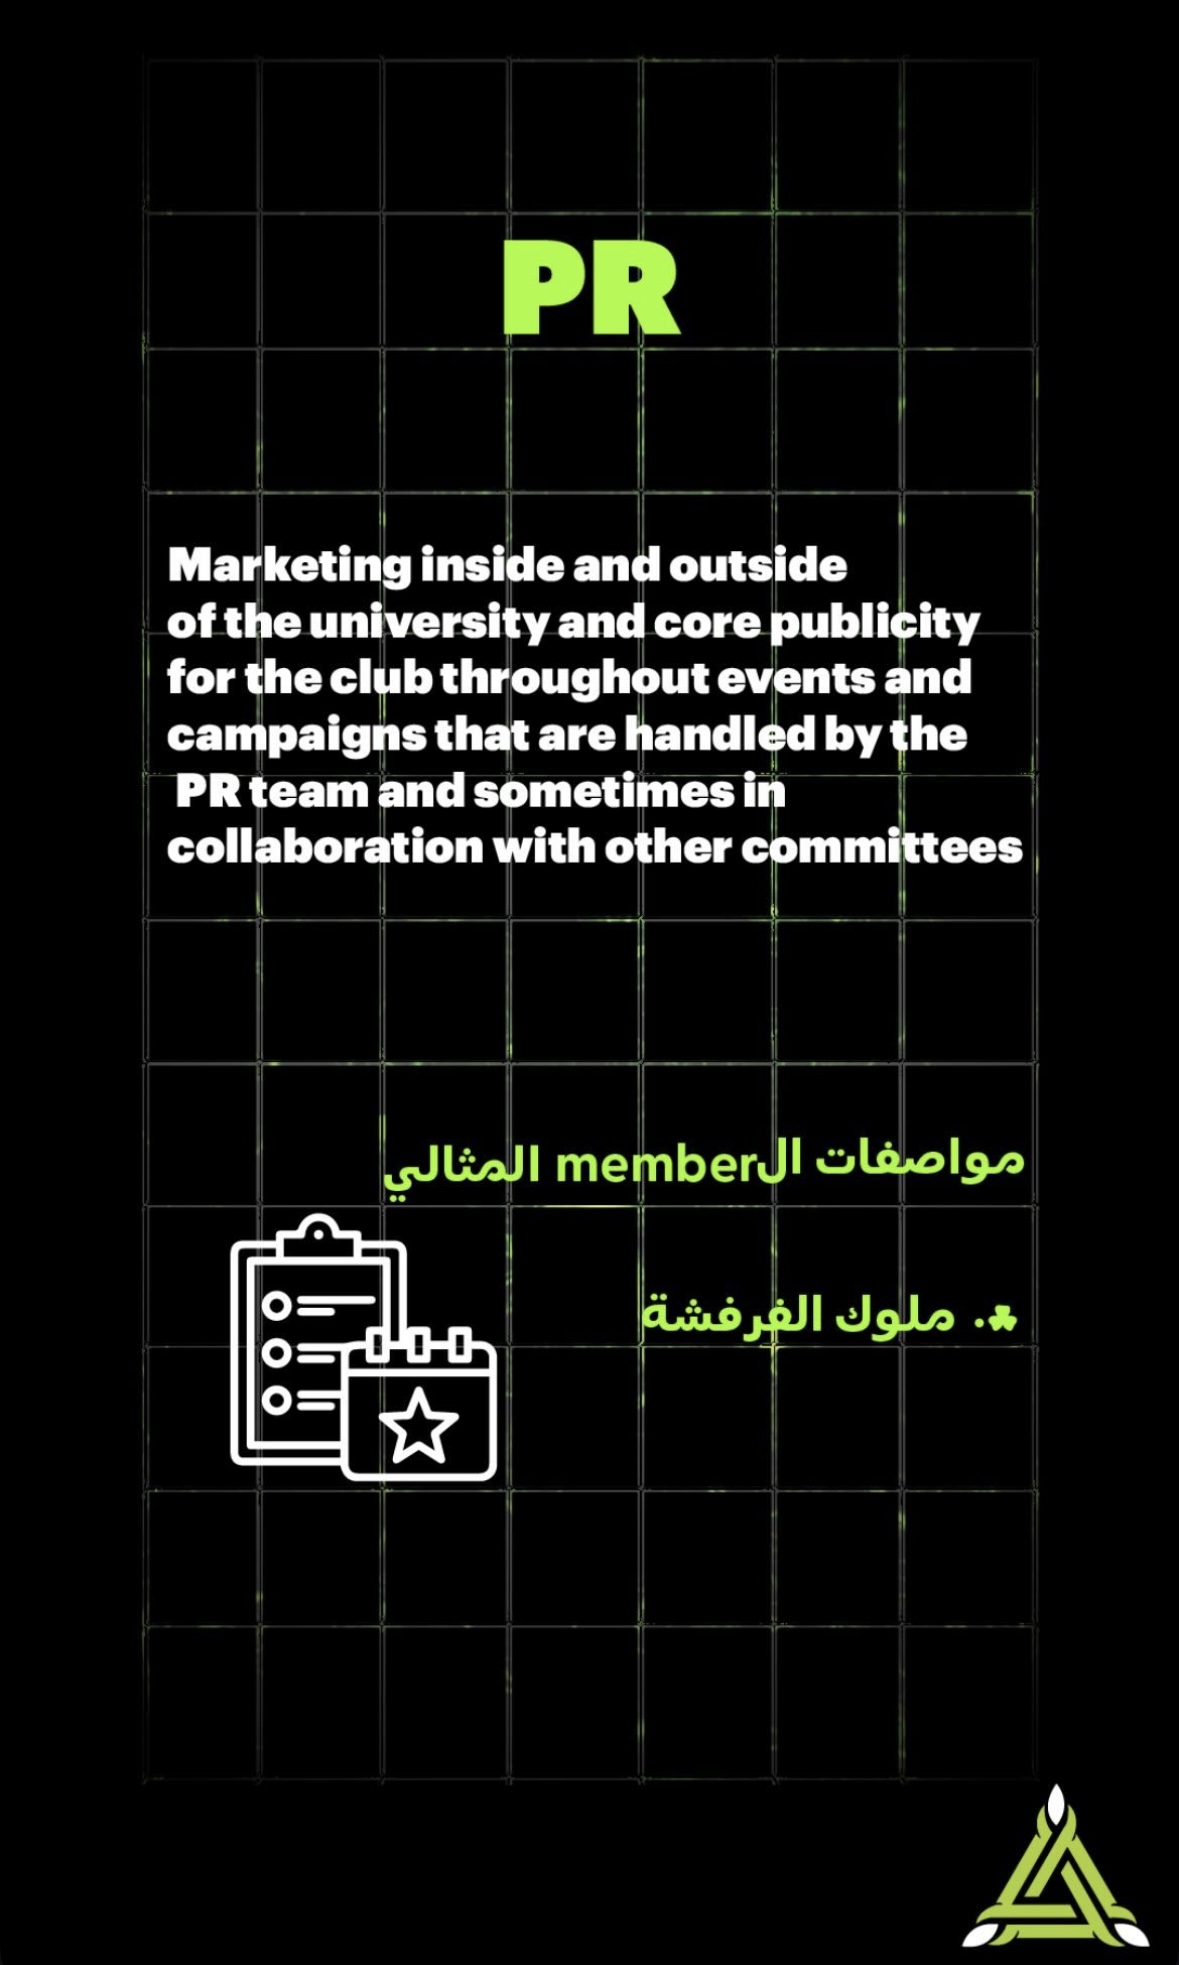 PR
Marketing inside and outside
of the university and core publicity
for the club throughout events and
campaigns that are handled by the
PR team and sometimes in
collaboration with other committees
مواصفات الmember المثالي
♣. ملوك الفرفشة